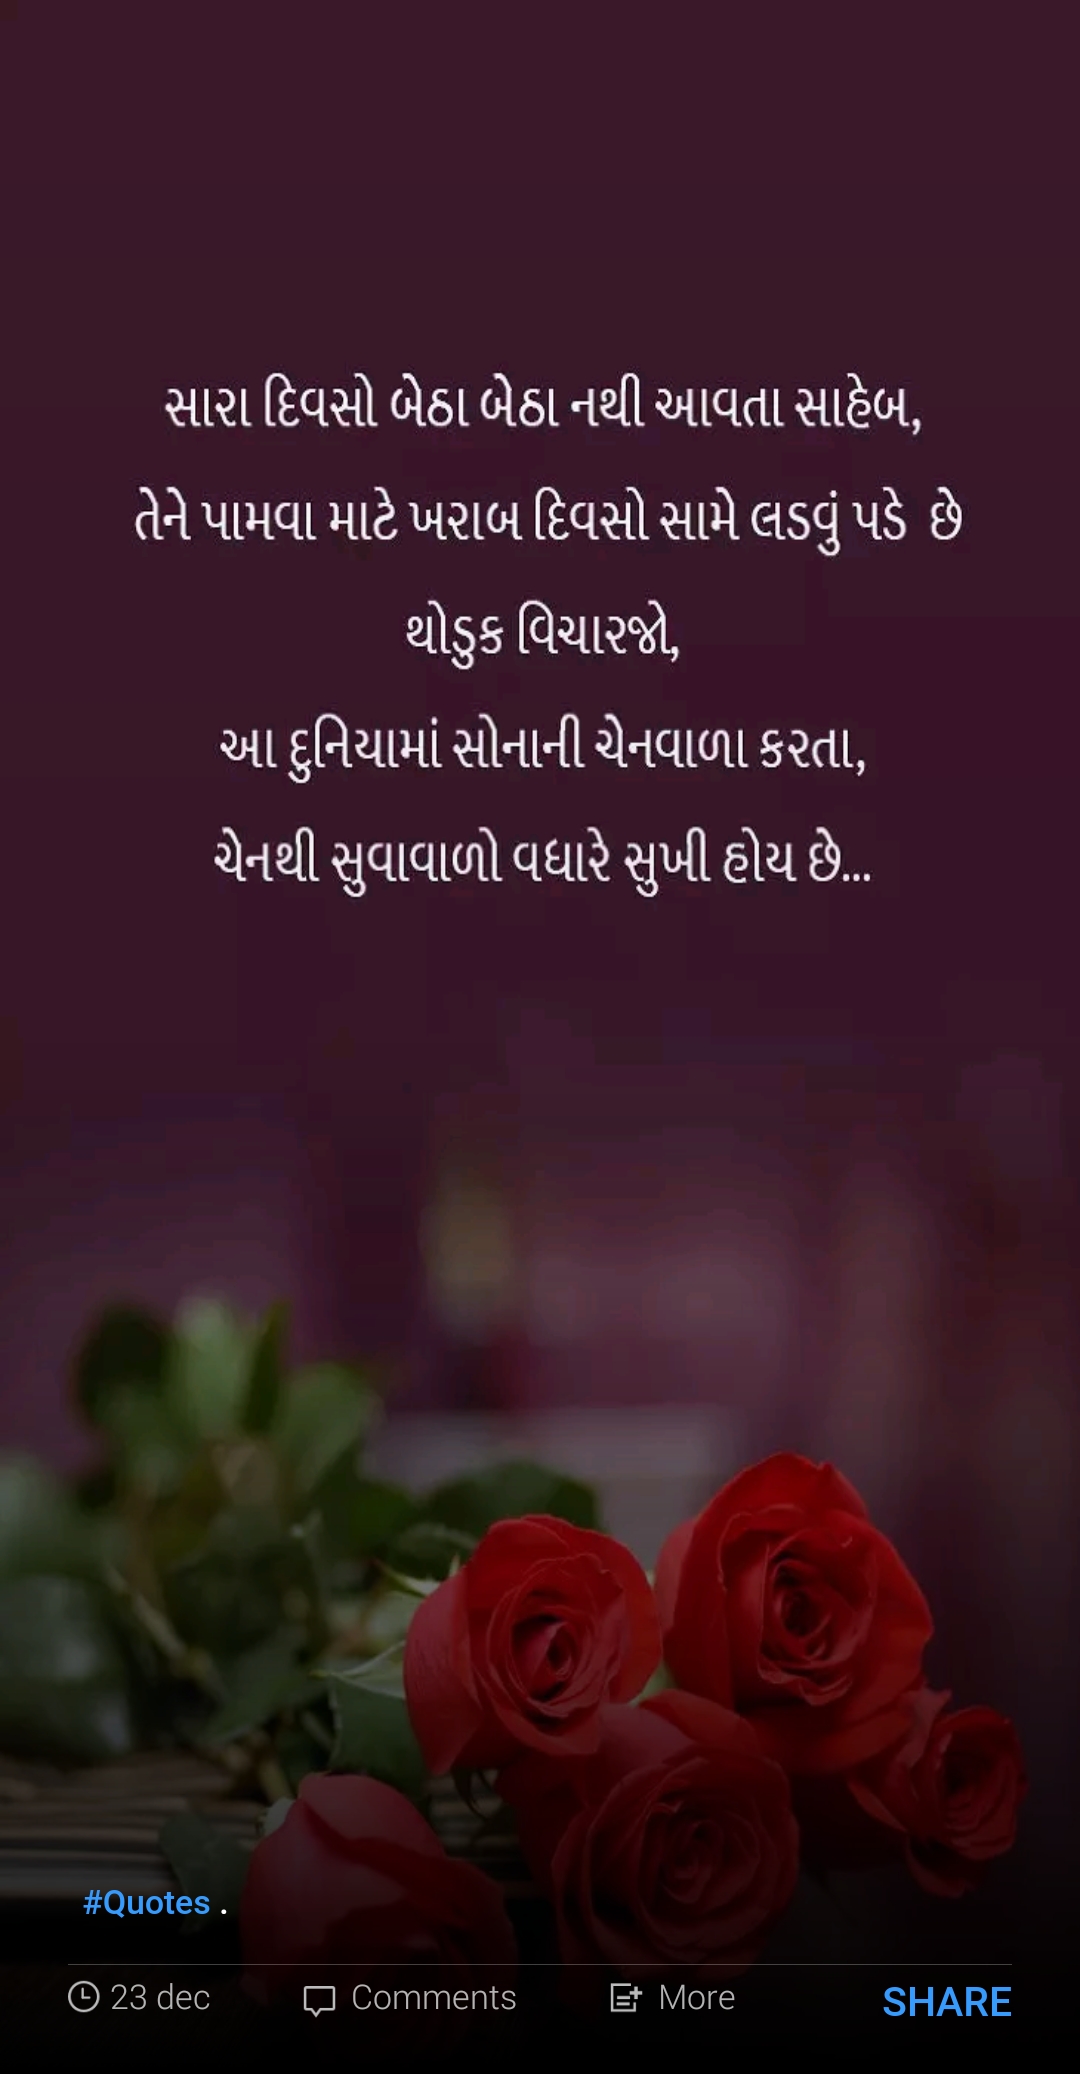 સારા દિવસો બેઠા બેઠા નથી આવતા સાહેબ,
તેને પામવા માટે ખરાબ દિવસો સામે લડવું પડે છે
થોડુક વિચારજો,
આ દુનિયામાં સોનાની ચેનવાળા કરતા,
ચેનથી સુવાવાળો વધારે સુખી હોય છે...
#Quotes .
23 dec Comments More SHARE